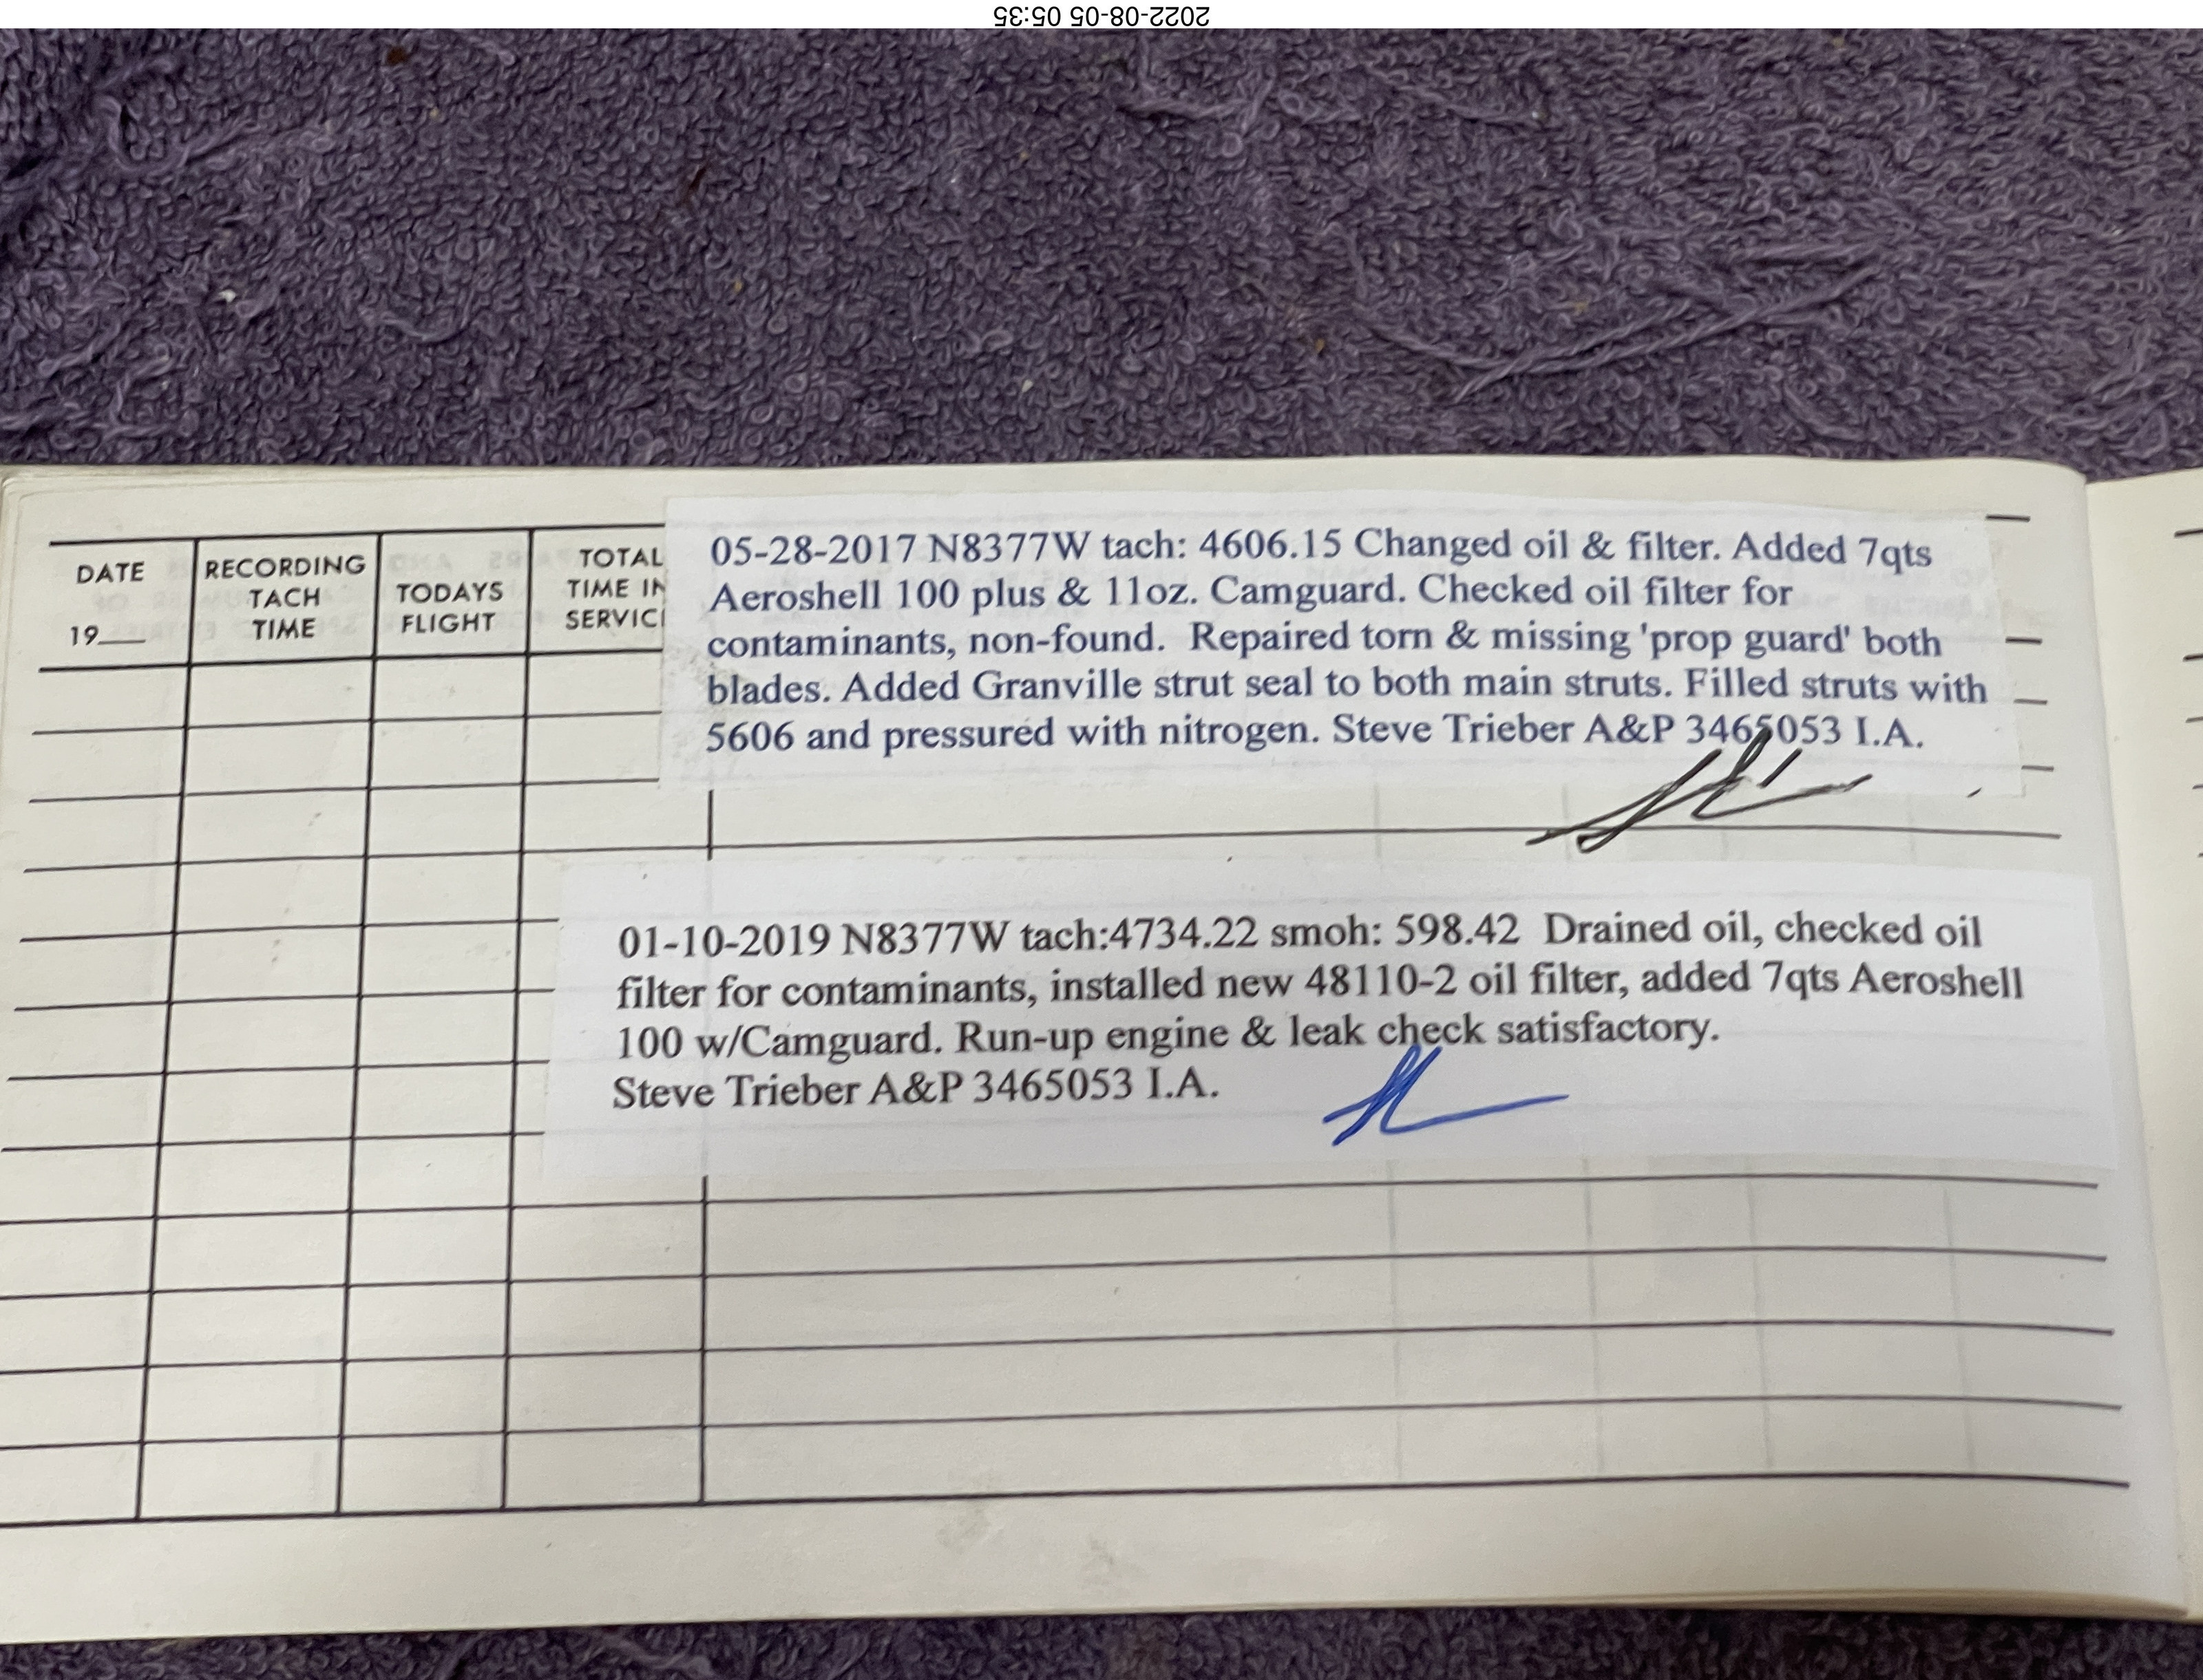 2022-08-05 05:35
DATE
19___
RECORDING
TACH
TIME
TODAYS
FLIGHT
TOTAL
TIME IN
SERVICI
05-28-2017 N8377W tach: 4606.15 Changed oil & filter. Added 7qts
Aeroshell 100 plus & 11oz. Camguard. Checked oil filter for
contaminants, non-found.  Repaired torn & missing 'prop guard' both
blades. Added Granville strut seal to both main struts. Filled struts with
5606 and pressured with nitrogen. Steve Trieber A&P 3465053 I.A.
01-10-2019 N8377W tach:4734.22 smoh: 598.42  Drained oil, checked oil
filter for contaminants, installed new 48110-2 oil filter, added 7qts Aeroshell
100 w/Camguard. Run-up engine & leak check satisfactory.
Steve Trieber A&P 3465053 I.A.